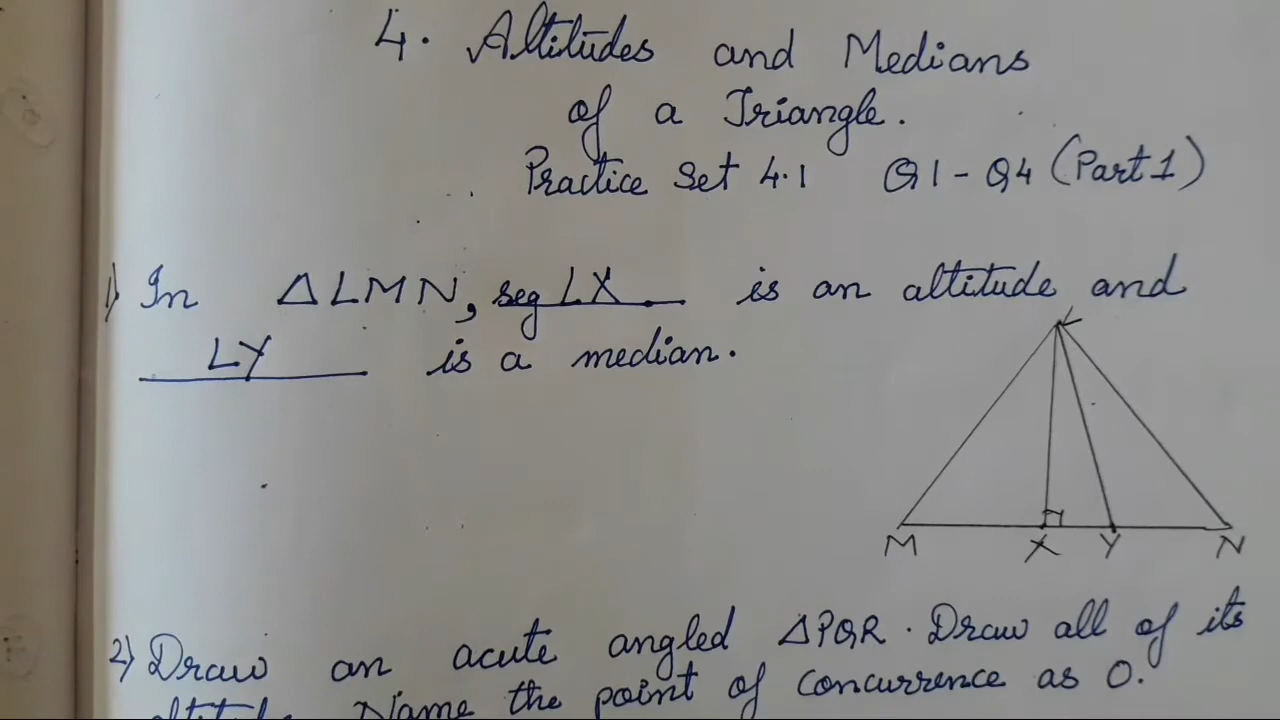 4. Altitudes and Medians
of a Triangle.
Practice Set 4.1 Q1-Q4 (Part 1)
1) In △LMN, seg LX is an altitude and
LY is a median.
L
M X Y N
2) Draw an acute angled △PQR. Draw all of its
Name the point of concurrence as O.